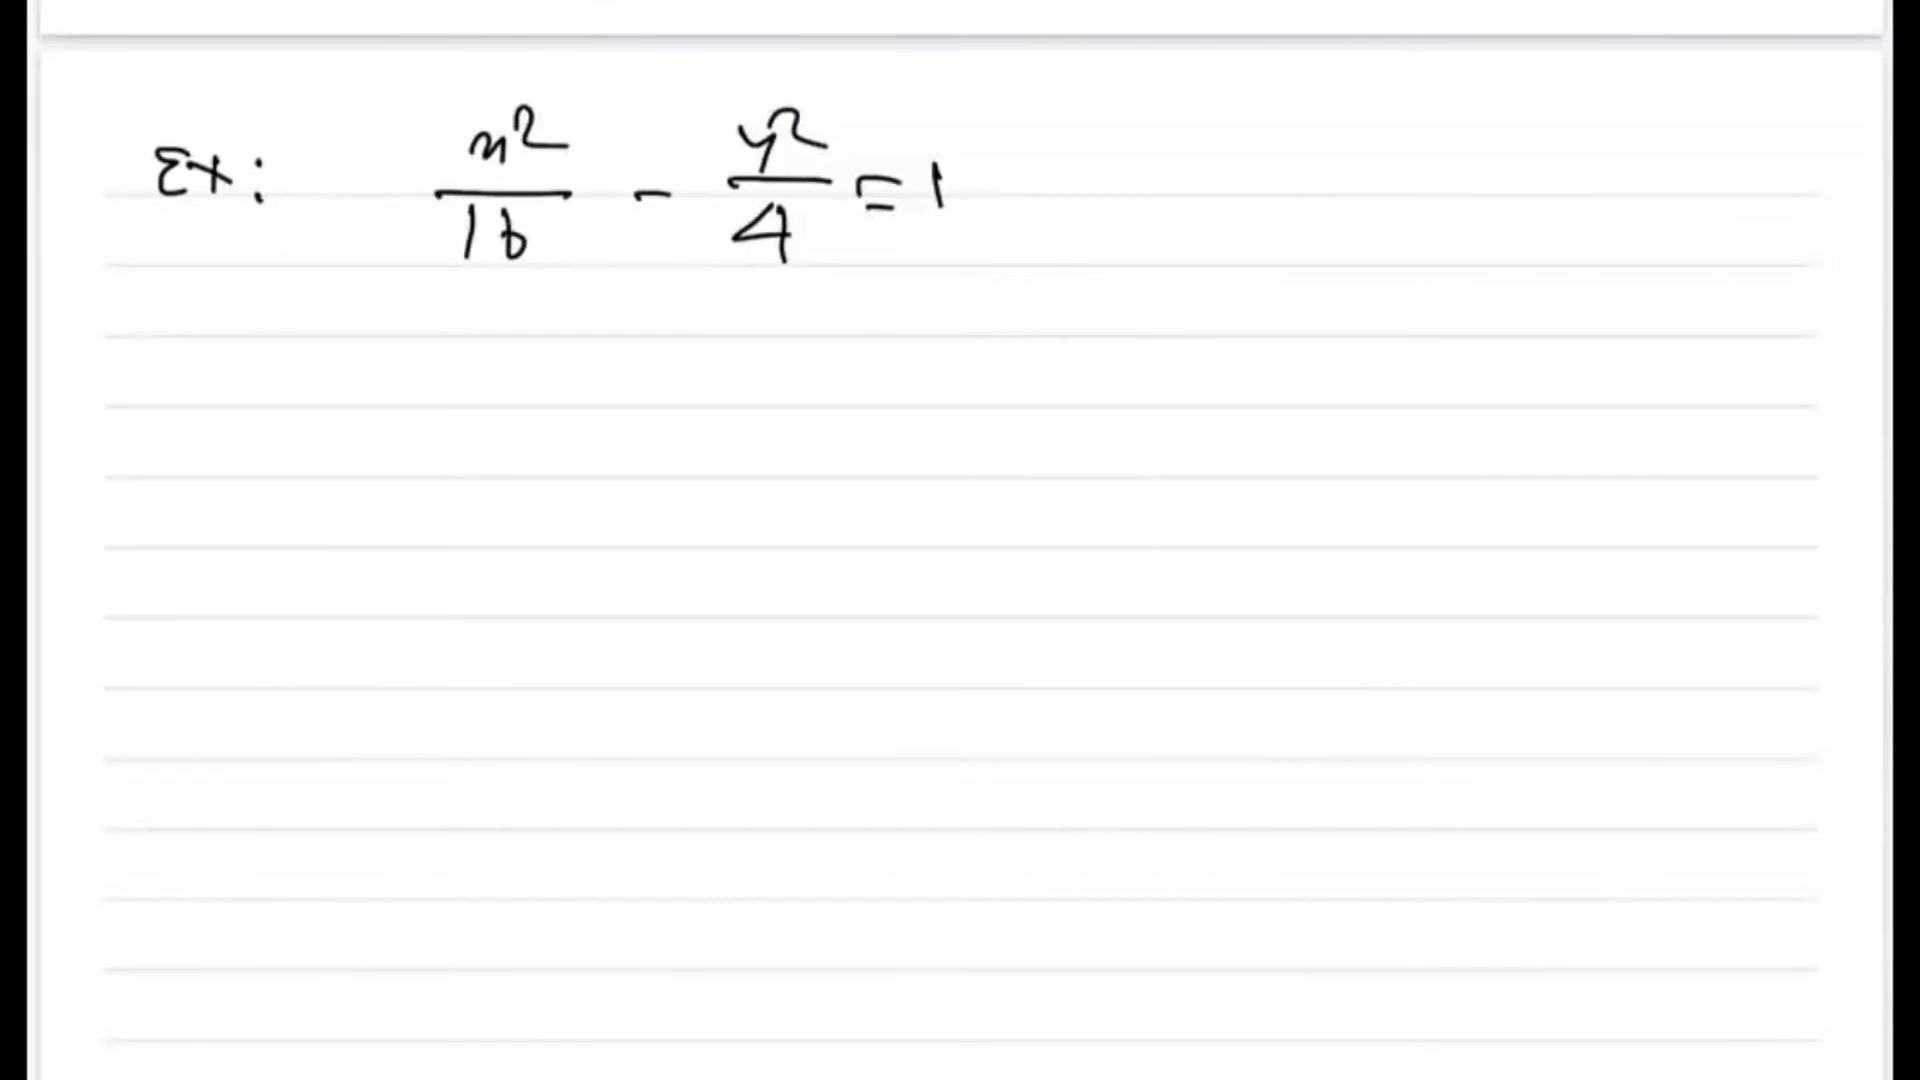 Ex: x²/16 - y²/4 = 1